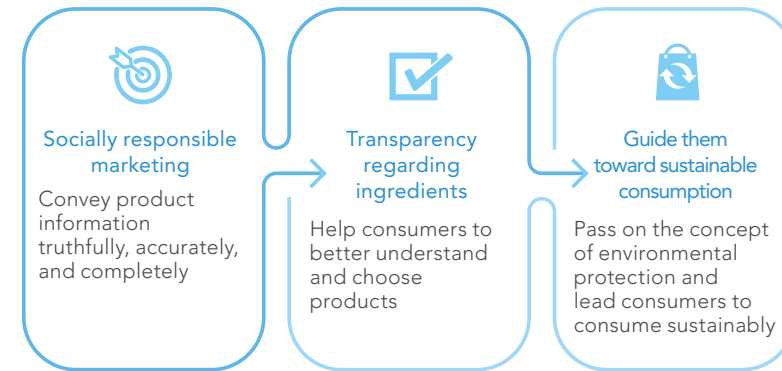 Socially responsible
marketing
Convey product
information
truthfully, accurately,
and completely
Transparency
regarding
ingredients
Help consumers to
better understand
and choose
products
Guide them
toward sustainable
consumption
Pass on the concept
of environmental
protection and
lead consumers to
consume sustainably